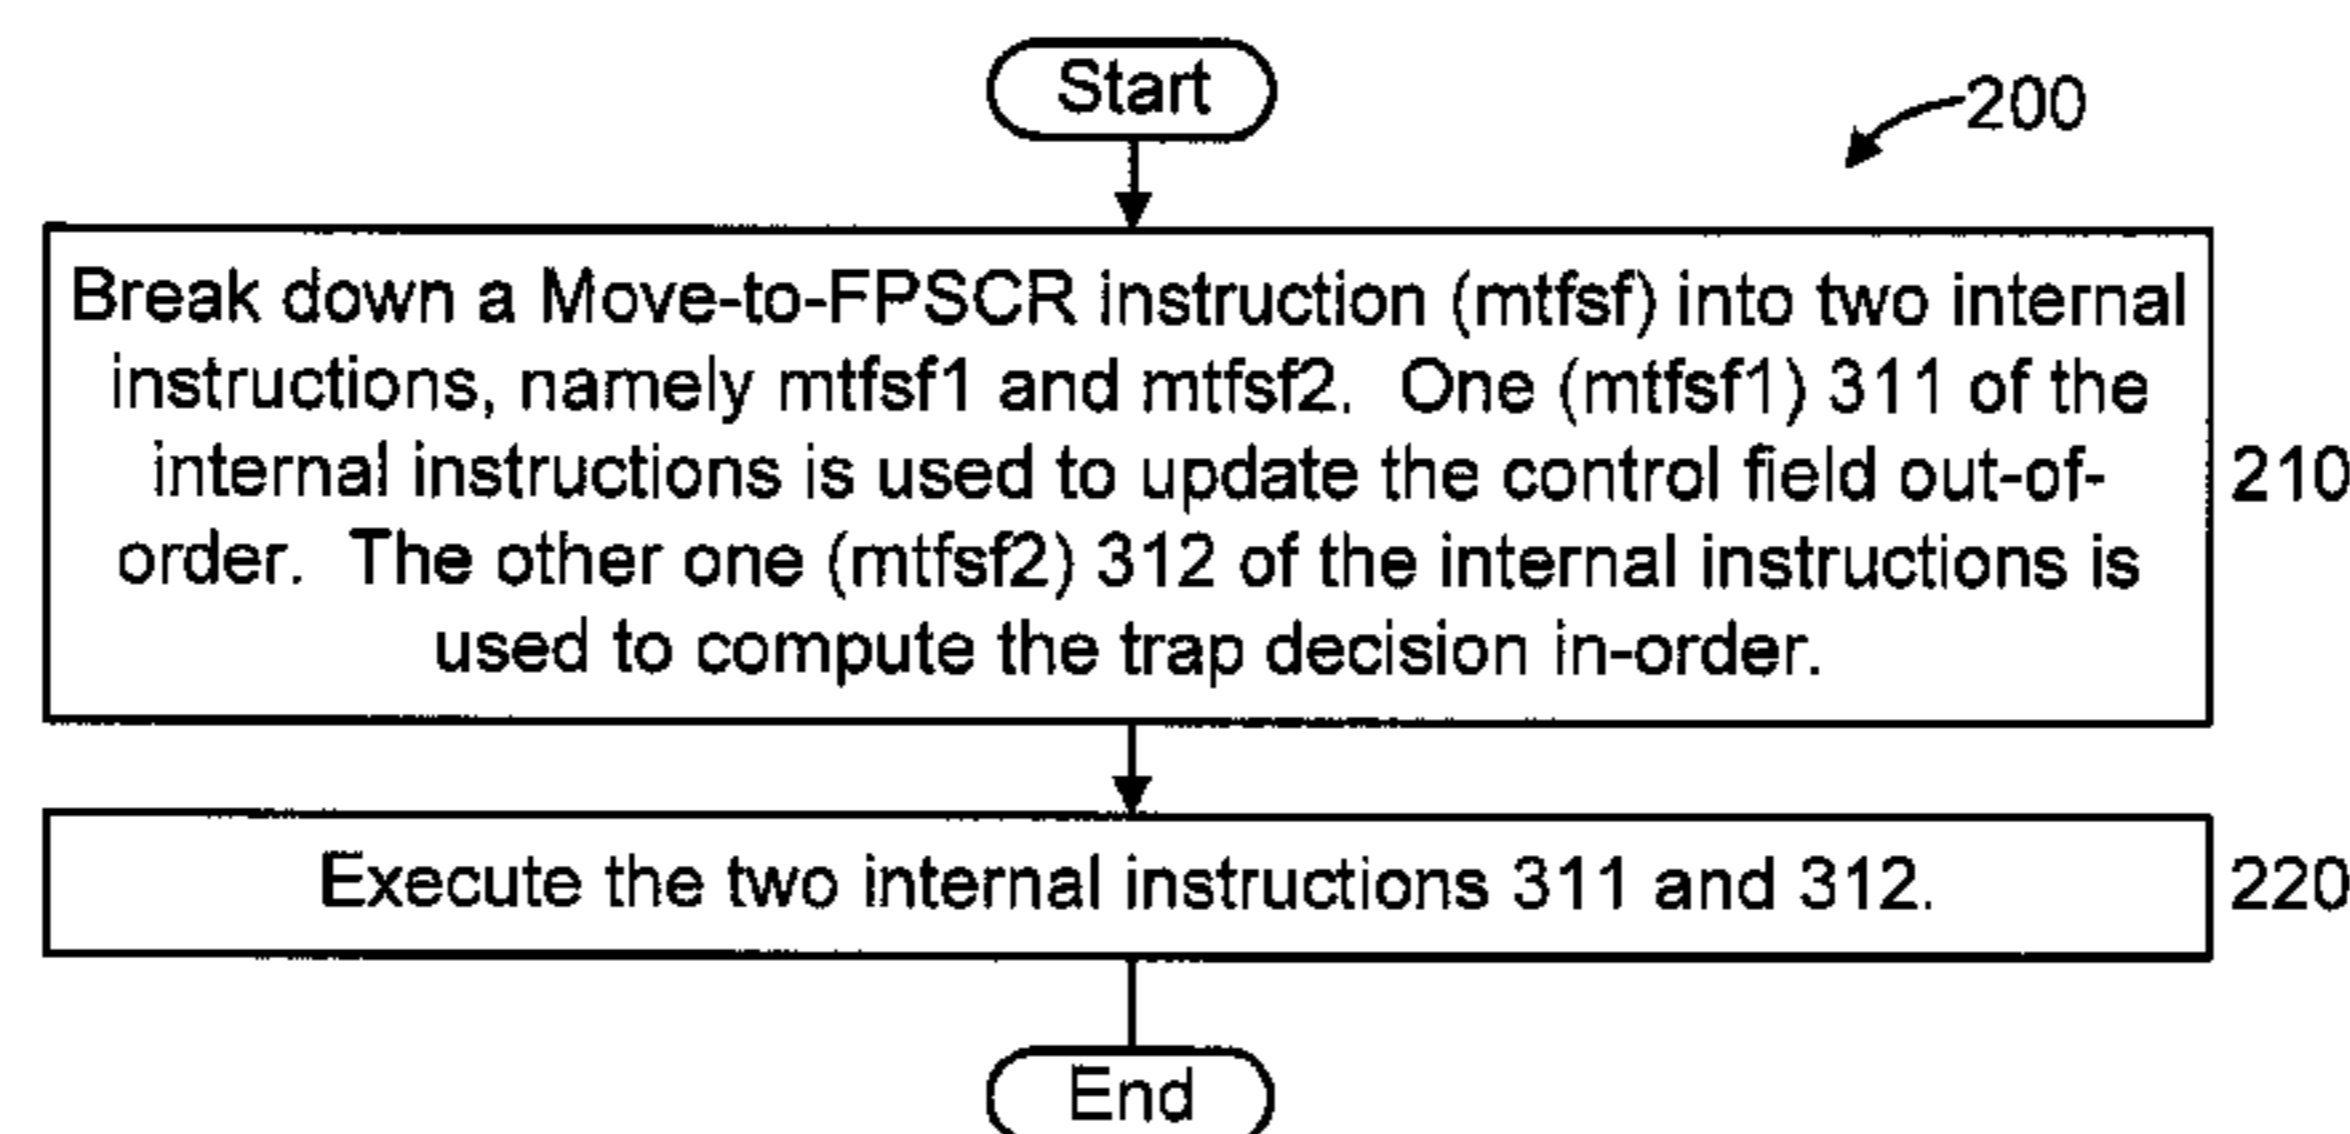 Start
200
Break down a Move-to-FPSCR instruction (mtfsf) into two internal
instructions, namely mtfsf1 and mtfsf2. One (mtfsf1) 311 of the
internal instructions is used to update the control field out-of-
210
order. The other one (mtfsf2) 312 of the internal instructions is
used to compute the trap decision in-order.
Execute the two internal instructions 311 and 312.
220
End